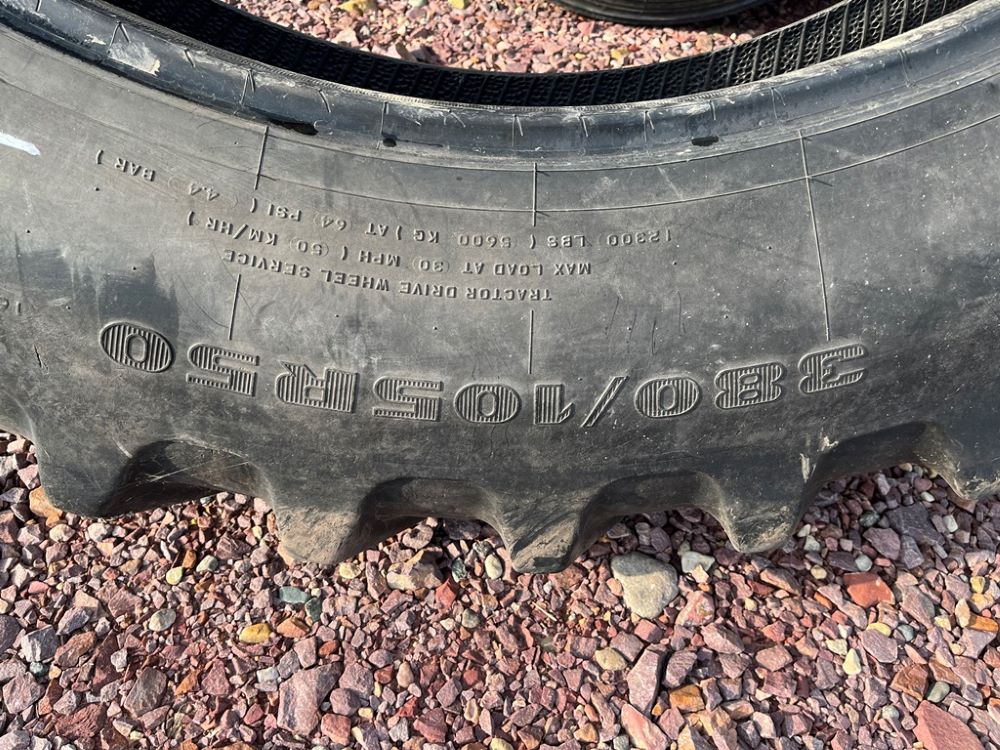 380/105R50
TRACTOR DRIVE WHEEL SERVICE
MAX LOAD AT 30 MPH ( 50 KM/HR )
12300 LBS ( 5600 KG ) AT 64 PSI ( 4.4 BAR )